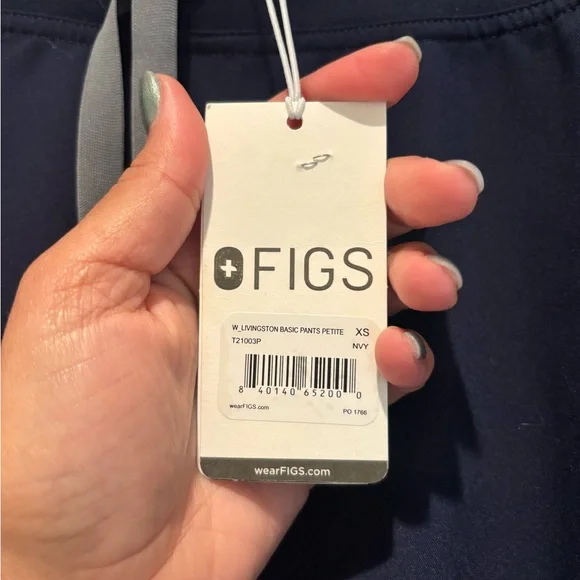 FIGS
W_LIVINGSTON BASIC PANTS PETITE XS
T21003P NVY
8 40140 65200 0
wearFIGS.com PO 1766
wearFIGS.com